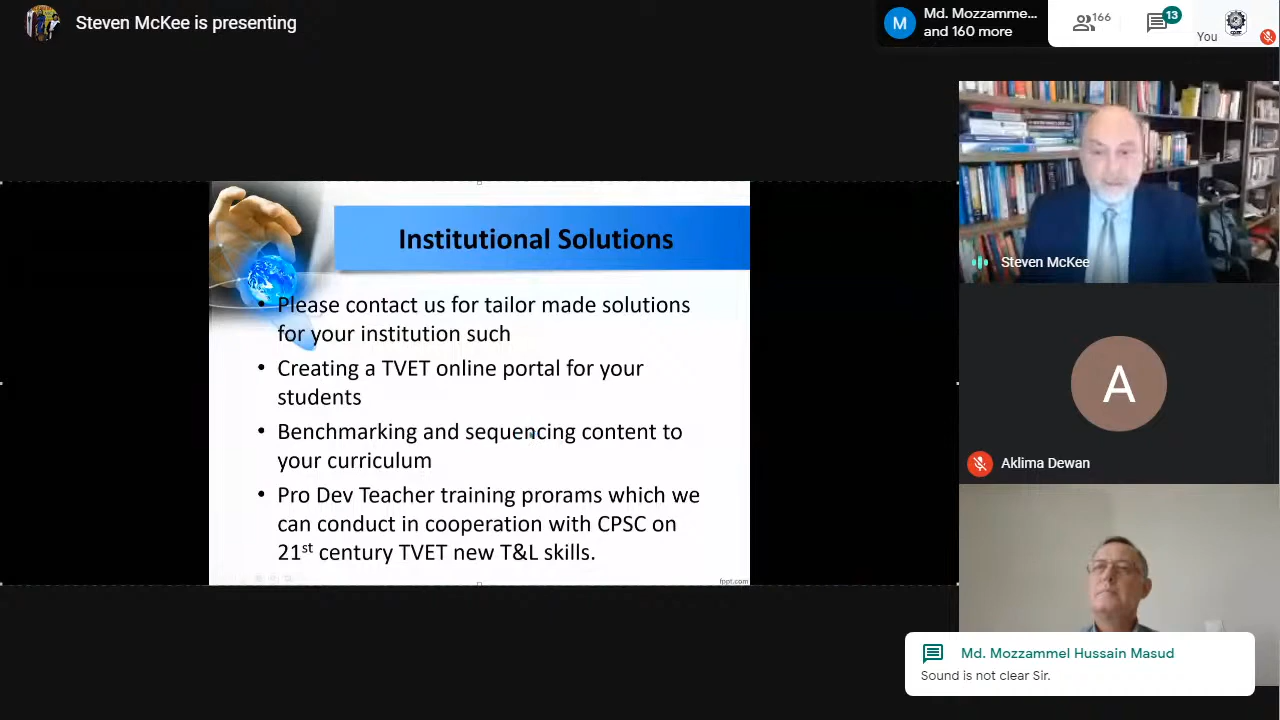 Steven McKee is presenting
M
Md. Mozzamme...
and 160 more
166
13
You
Steven McKee
A
Aklima Dewan
Institutional Solutions
• Please contact us for tailor made solutions
for your institution such
• Creating a TVET online portal for your
students
• Benchmarking and sequencing content to
your curriculum
• Pro Dev Teacher training prorams which we
can conduct in cooperation with CPSC on
21st century TVET new T&L skills.
fppt.com
Md. Mozzammel Hussain Masud
Sound is not clear Sir.